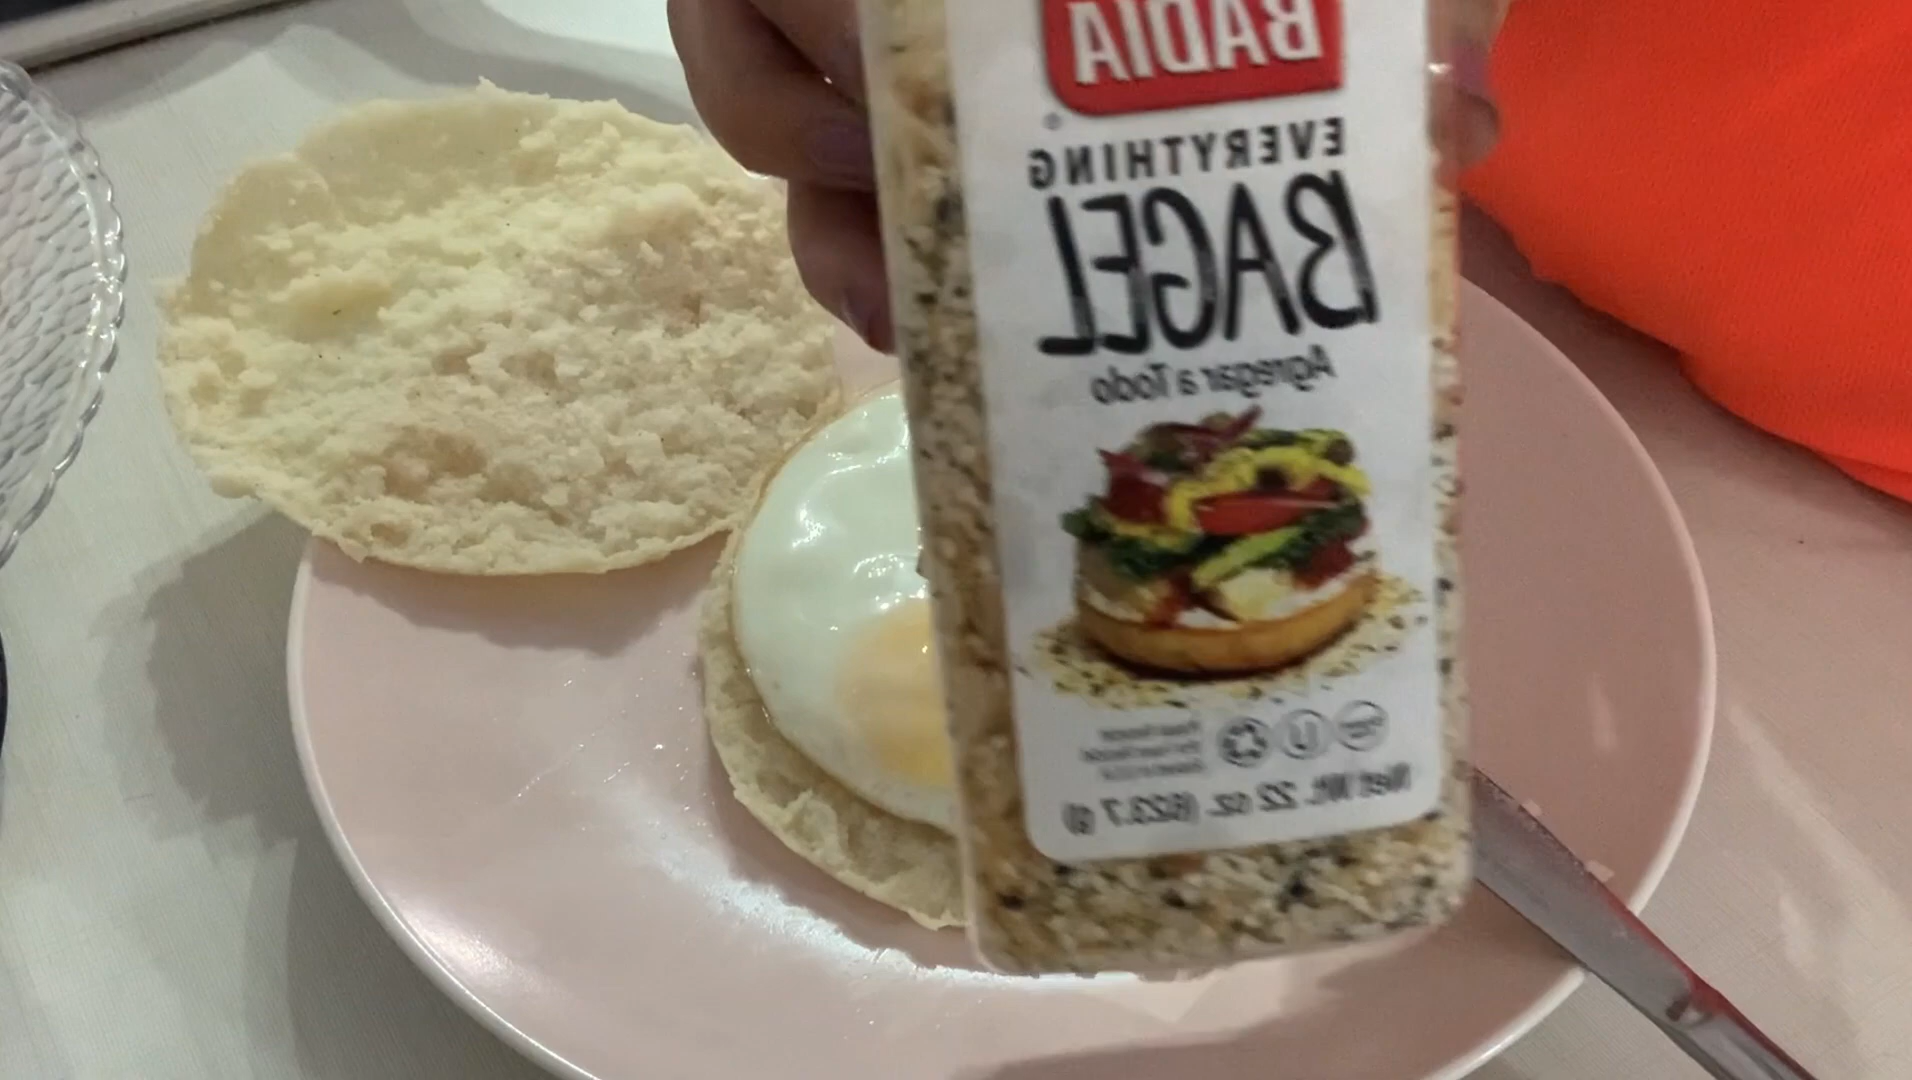 BADIA
®
EVERYTHING
BAGEL
Agregar a Todo
Net Wt. 22 oz. (623.7 g)